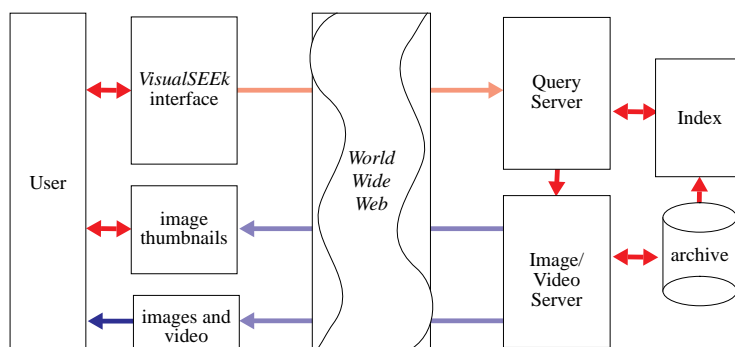 VisualSEEk
interface
Query
Server
Index
World
Wide
Web
User
image
thumbnails
Image/
Video
Server
archive
images and
video